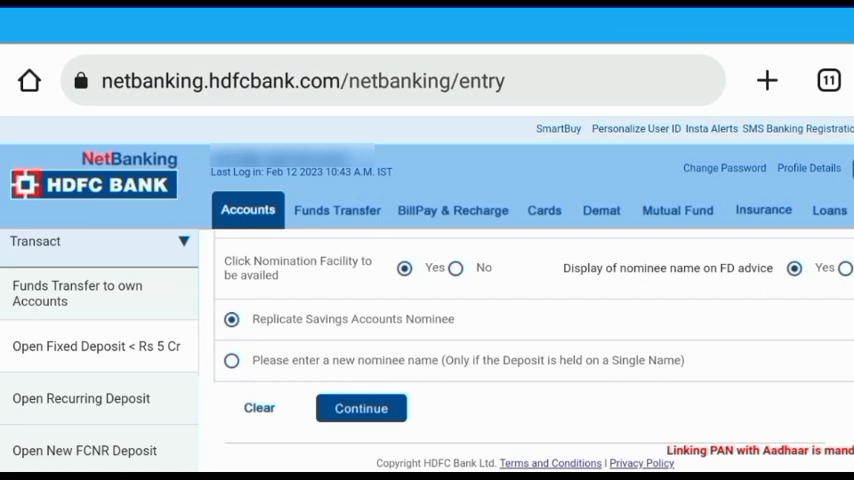 netbanking.hdfcbank.com/netbanking/entry
11
SmartBuy Personalize User ID Insta Alerts SMS Banking Registratio
NetBanking
HDFC BANK
Last Log in: Feb 12 2023 10:43 A.M. IST
Change Password Profile Details
Accounts Funds Transfer BillPay & Recharge Cards Demat Mutual Fund Insurance Loans
Transact
Funds Transfer to own
Accounts
Open Fixed Deposit < Rs 5 Cr
Open Recurring Deposit
Open New FCNR Deposit
Click Nomination Facility to
be availed
Yes No
Display of nominee name on FD advice Yes
Replicate Savings Accounts Nominee
Please enter a new nominee name (Only if the Deposit is held on a Single Name)
Clear Continue
Linking PAN with Aadhaar is mand
Copyright HDFC Bank Ltd. Terms and Conditions | Privacy Policy